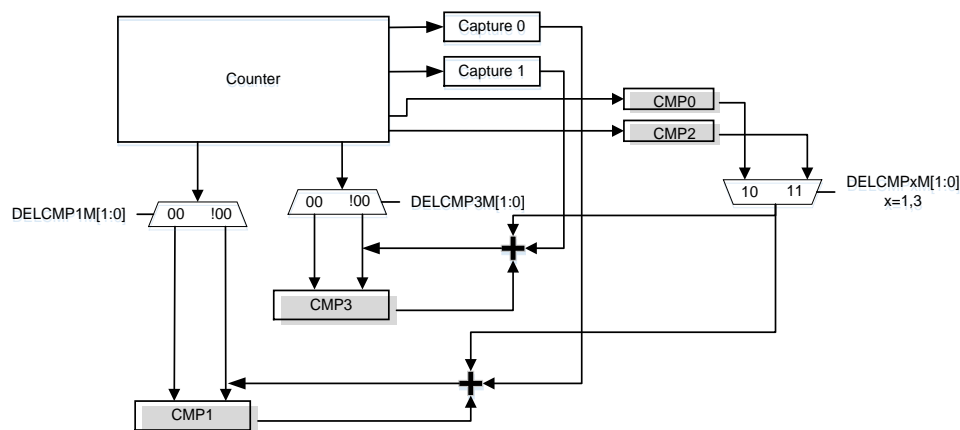 Capture 0
Counter
Capture 1
CMP0
CMP2
10 11
DELCMPxM[1:0]
x=1,3
DELCMP1M[1:0]
00 !00
00 !00
DELCMP3M[1:0]
CMP3
CMP1